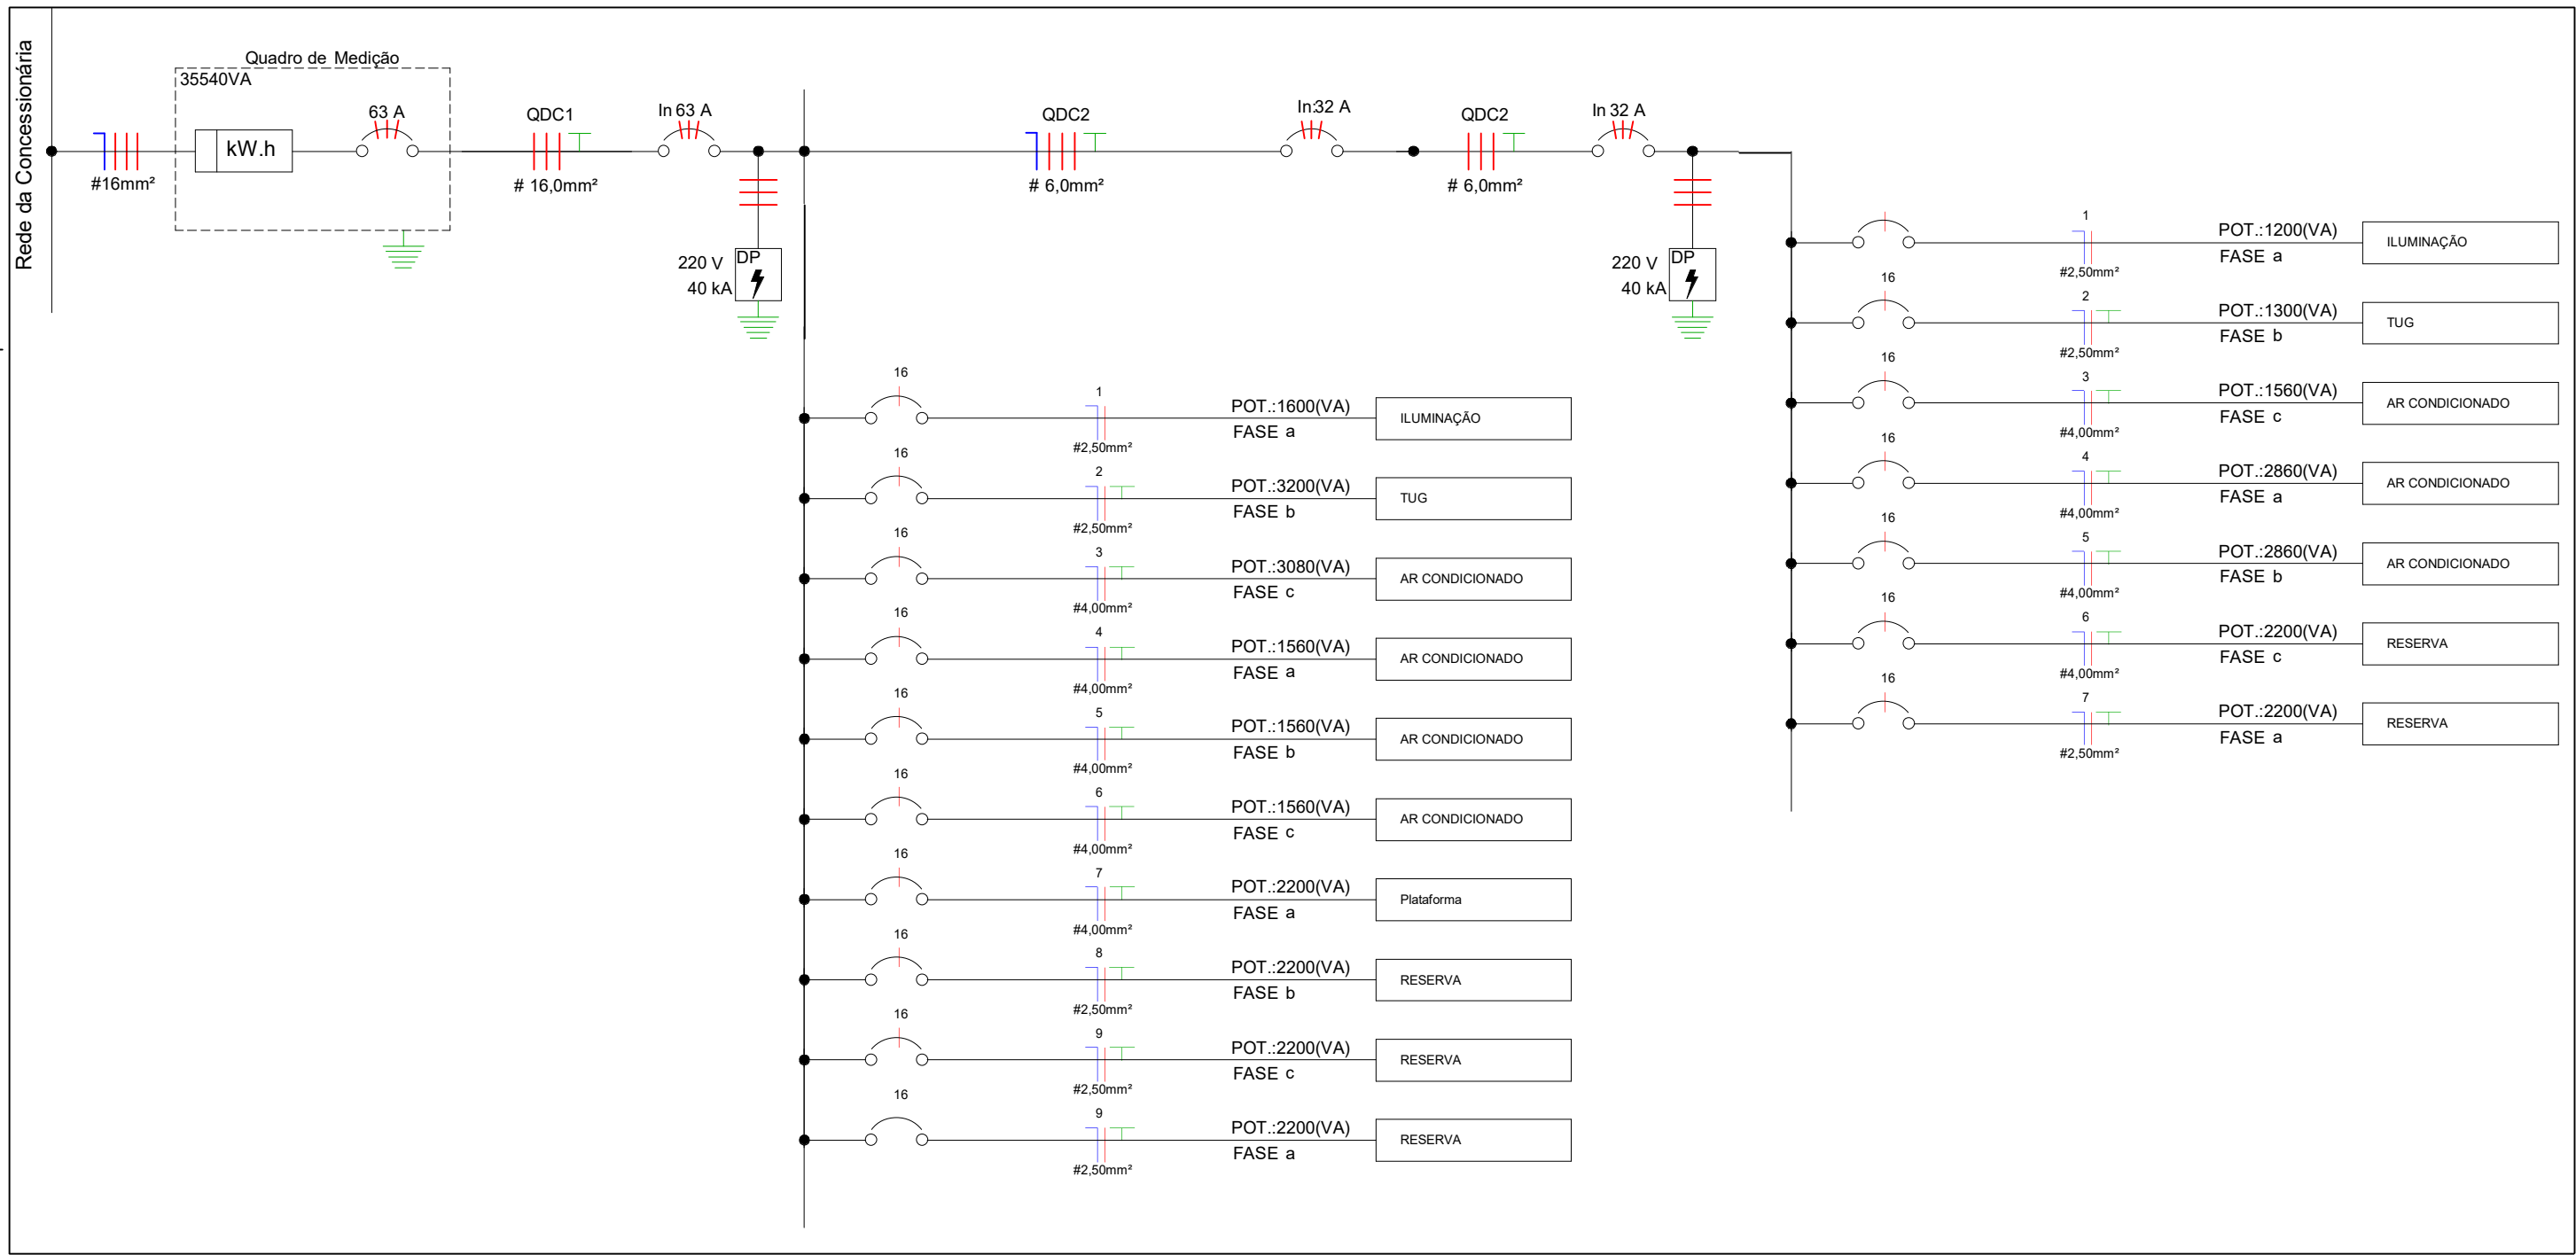 Rede da Concessionária
Quadro de Medição
35540VA
63 A
kW.h
#16mm²
QDC1
# 16,0mm²
In 63 A
220 V
40 kA
DP
QDC2
# 6,0mm²
In:32 A
QDC2
# 6,0mm²
In 32 A
220 V
40 kA
DP
16
1
#2,50mm²
POT.:1600(VA)
FASE a
ILUMINAÇÃO
16
2
#2,50mm²
POT.:3200(VA)
FASE b
TUG
16
3
#4,00mm²
POT.:3080(VA)
FASE c
AR CONDICIONADO
16
4
#4,00mm²
POT.:1560(VA)
FASE a
AR CONDICIONADO
16
5
#4,00mm²
POT.:1560(VA)
FASE b
AR CONDICIONADO
16
6
#4,00mm²
POT.:1560(VA)
FASE c
AR CONDICIONADO
16
7
#4,00mm²
POT.:2200(VA)
FASE a
Plataforma
16
8
#2,50mm²
POT.:2200(VA)
FASE b
RESERVA
16
9
#2,50mm²
POT.:2200(VA)
FASE c
RESERVA
16
9
#2,50mm²
POT.:2200(VA)
FASE a
RESERVA
1
#2,50mm²
POT.:1200(VA)
FASE a
ILUMINAÇÃO
16
2
#2,50mm²
POT.:1300(VA)
FASE b
TUG
16
3
#4,00mm²
POT.:1560(VA)
FASE c
AR CONDICIONADO
16
4
#4,00mm²
POT.:2860(VA)
FASE a
AR CONDICIONADO
16
5
#4,00mm²
POT.:2860(VA)
FASE b
AR CONDICIONADO
16
6
#4,00mm²
POT.:2200(VA)
FASE c
RESERVA
16
7
#2,50mm²
POT.:2200(VA)
FASE a
RESERVA